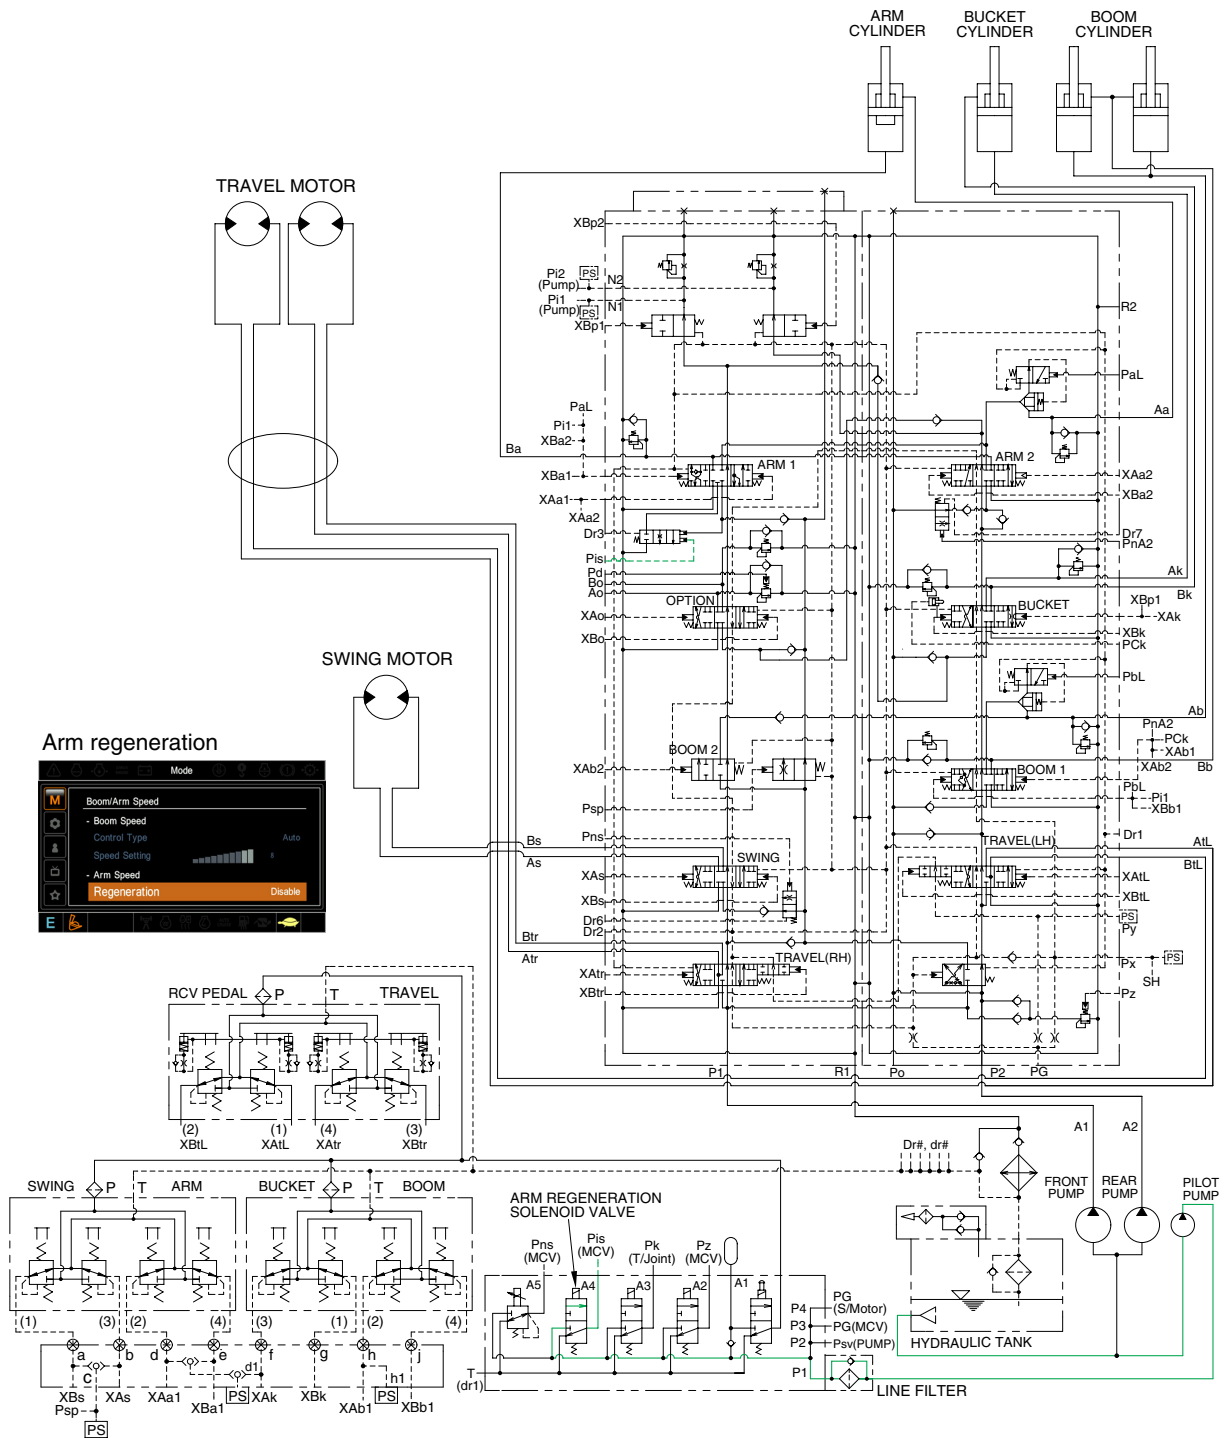 ARM
CYLINDER
BUCKET
CYLINDER
BOOM
CYLINDER
TRAVEL MOTOR
XBp2
Pi2
(Pump)
PS
N2
Pi1
(Pump)
PS
N1
XBp1
R2
PaL
Aa
PaL
Pi1
XBa2
Ba
XBa1
ARM 1
ARM 2
XAa2
XBa2
XAa1
XAa2
Dr3
Dr7
PnA2
Pis
Pd
Bo
Ao
Ak
Bk
OPTION
BUCKET
XBp1
XAk
XAo
XBk
XBo
PCk
SWING MOTOR
PbL
Ab
PnA2
PCk
XAb1
XAb2
Bb
Arm regeneration
Mode
M
Boom/Arm Speed
- Boom Speed
Control Type
Auto
Speed Setting
8
- Arm Speed
Regeneration
Disable
E
BOOM 2
XAb2
BOOM 1
PbL
Pi1
XBb1
Psp
Pns
Dr1
Bs
As
SWING
TRAVEL(LH)
AtL
BtL
XAs
XAtL
XBs
XBtL
Dr6
Dr2
PS
Py
Btr
Atr
TRAVEL(RH)
XAtr
XBtr
Px
PS
SH
Pz
P1
R1
Po
P2
PG
RCV PEDAL
P
T
TRAVEL
(2)
XBtL
(1)
XAtL
(4)
XAtr
(3)
XBtr
A1
A2
Dr#, dr#
FRONT
PUMP
REAR
PUMP
PILOT
PUMP
SWING
P
T
ARM
BUCKET
P
T
BOOM
ARM REGENERATION
SOLENOID VALVE
Pns
(MCV)
Pis
(MCV)
Pk
(T/Joint)
Pz
(MCV)
A5
A4
A3
A2
A1
P4
PG
(S/Motor)
P3
PG(MCV)
P2
Psv(PUMP)
P1
T
(dr1)
LINE FILTER
HYDRAULIC TANK
(1)
(3)
(2)
(4)
(3)
(1)
(2)
(4)
a
b
d
e
f
g
h
j
c
d1
h1
XBs
XAs
XAa1
XBa1
PS
XAk
XBk
XAb1
PS
XBb1
Psp
PS